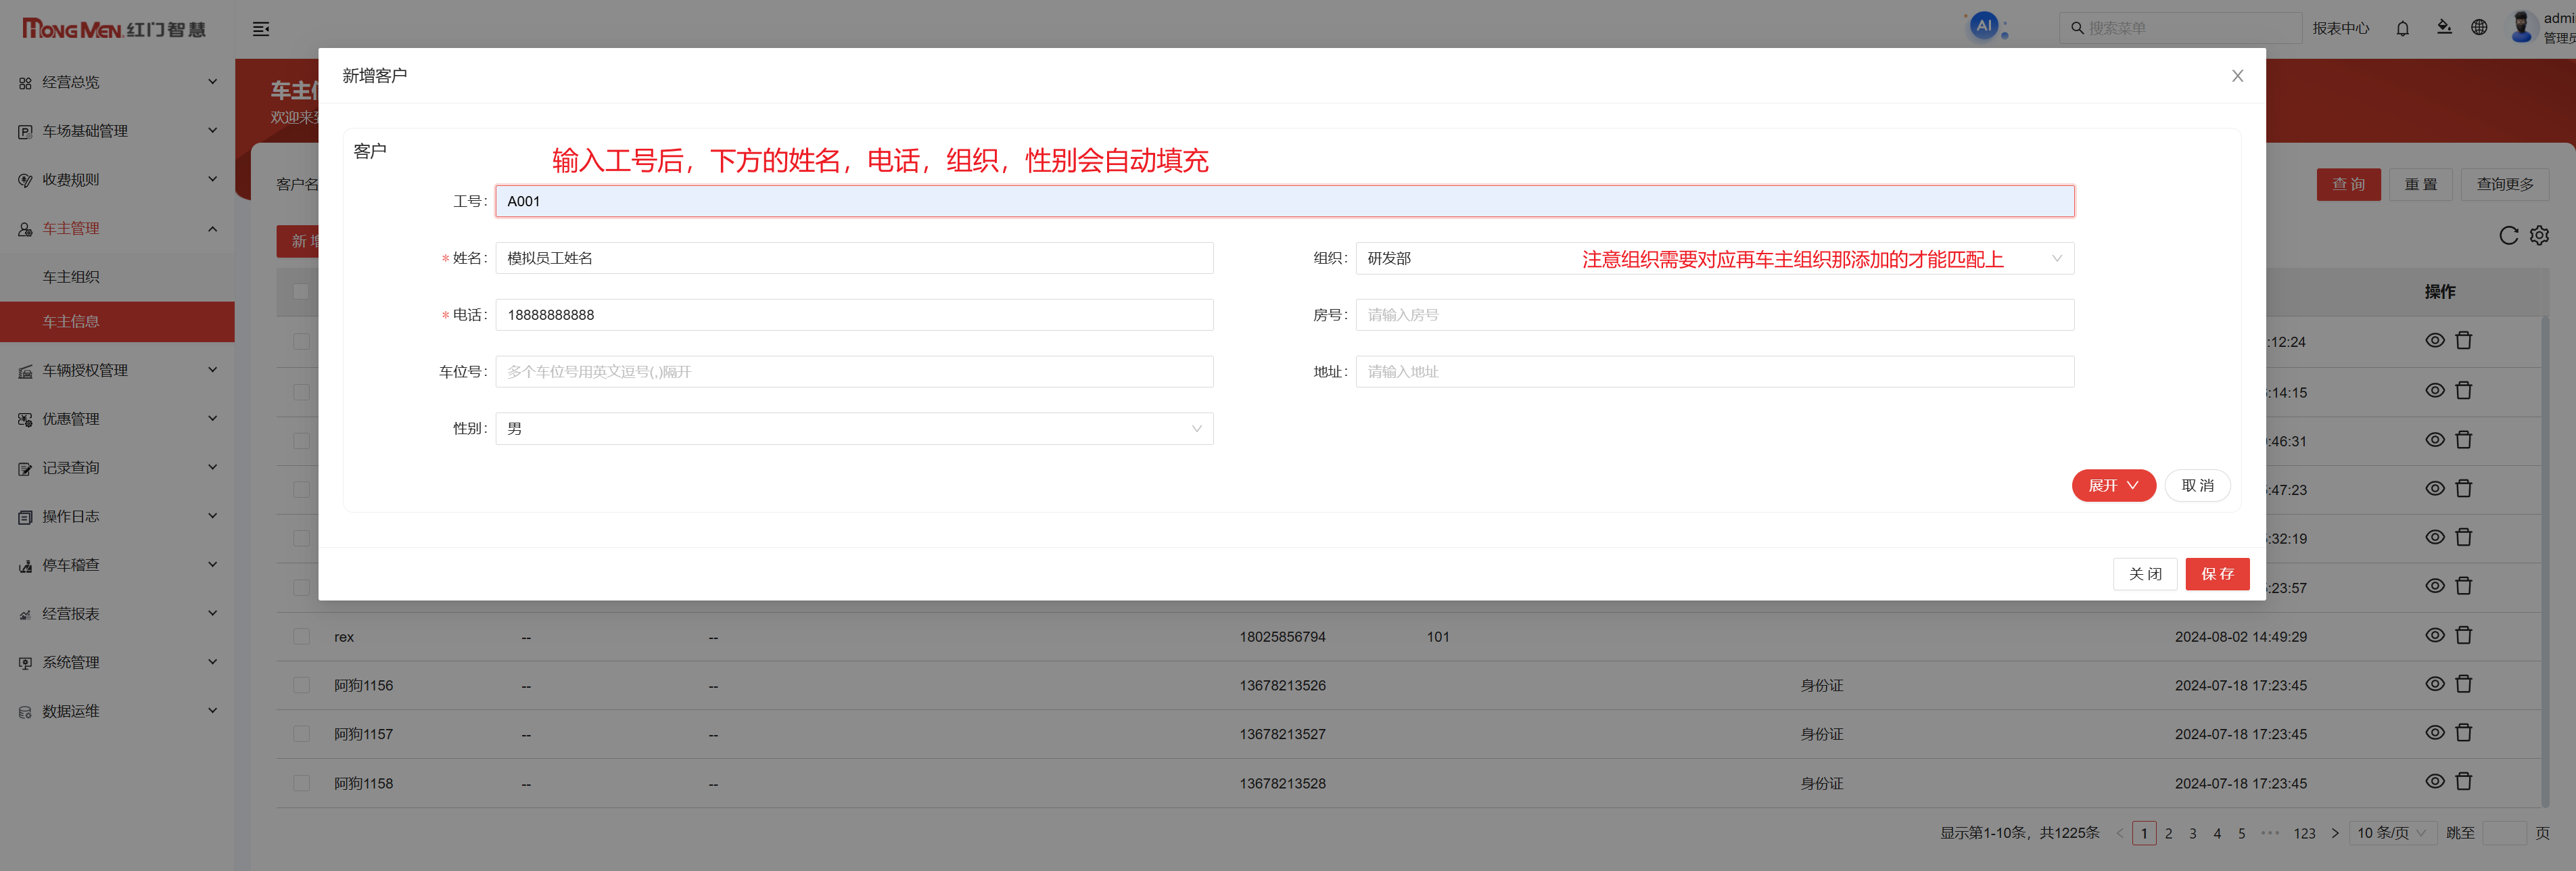 HONGMEN.红门智慧
AI
搜索菜单
报表中心
管理员
经营总览
车场基础管理
收费规则
车主管理
车主组织
车主信息
车辆授权管理
优惠管理
记录查询
操作日志
停车稽查
经营报表
系统管理
数据运维
新增客户
客户
输入工号后，下方的姓名，电话，组织，性别会自动填充
工号：
A001
* 姓名：
模拟员工姓名
组织：
研发部
注意组织需要对应再车主组织那添加的才能匹配上
* 电话：
18888888888
房号：
请输入房号
车位号：
多个车位号用英文逗号(,)隔开
地址：
请输入地址
性别：
男
展开
取 消
关 闭
保 存
客户名
查 询
重 置
查询更多
操作
:12:24
:14:15
:46:31
:47:23
:32:19
:23:57
rex -- -- 18025856794 101 2024-08-02 14:49:29
阿狗1156 -- -- 13678213526 身份证 2024-07-18 17:23:45
阿狗1157 -- -- 13678213527 身份证 2024-07-18 17:23:45
阿狗1158 -- -- 13678213528 身份证 2024-07-18 17:23:45
显示第1-10条，共1225条 < 1 2 3 4 5 ••• 123 > 10 条/页 跳至 页